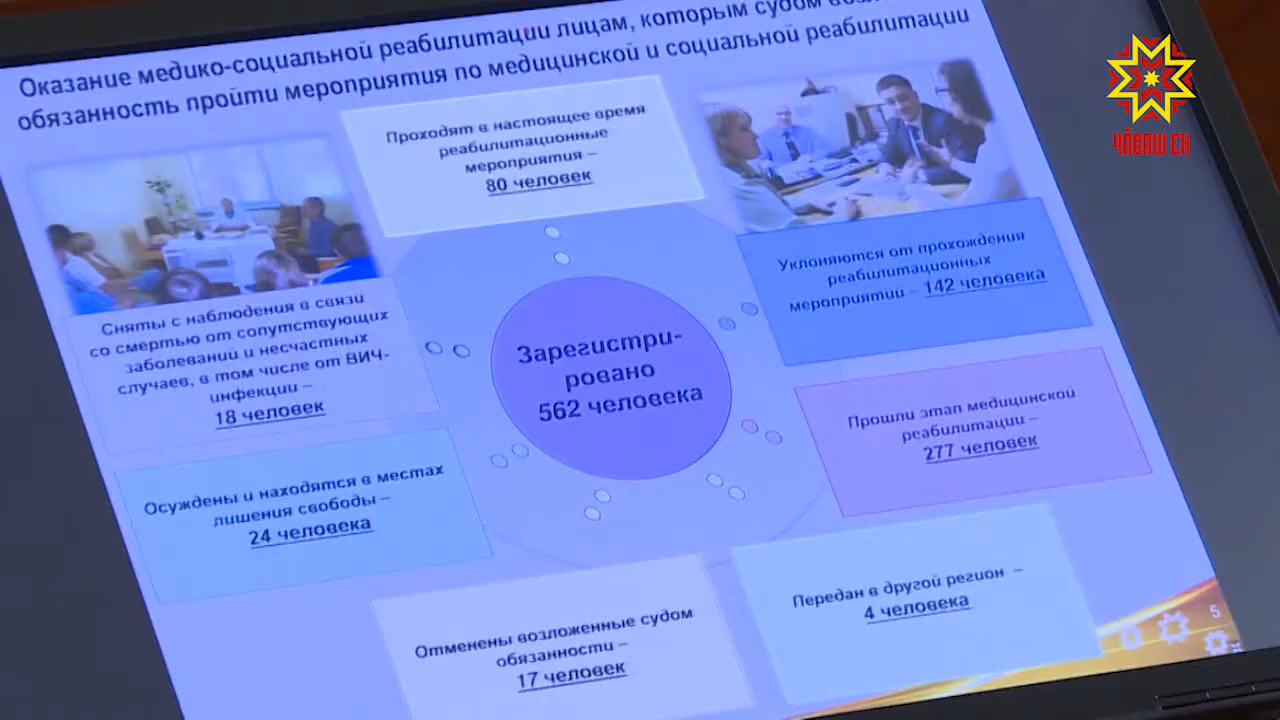 Оказание медико-социальной реабилитации лицам, которым судом
обязанность пройти мероприятия по медицинской и социальной реабилитации
ЧӐВАШ ЕН
Проходят в настоящее время
реабилитационные
мероприятия –
80 человек
Уклоняются от прохождения
реабилитационных
мероприятии – 142 человека
Сняты с наблюдения в связи
со смертью от сопутствующих
заболеваний и несчастных
случаев, в том числе от ВИЧ-
инфекции –
18 человек
Зарегистри-
ровано
562 человека
Прошли этап медицинской
реабилитации –
277 человек
Осуждены и находятся в местах
лишения свободы –
24 человека
Передан в другой регион –
4 человека
Отменены возложенные судом
обязанности –
17 человек
5